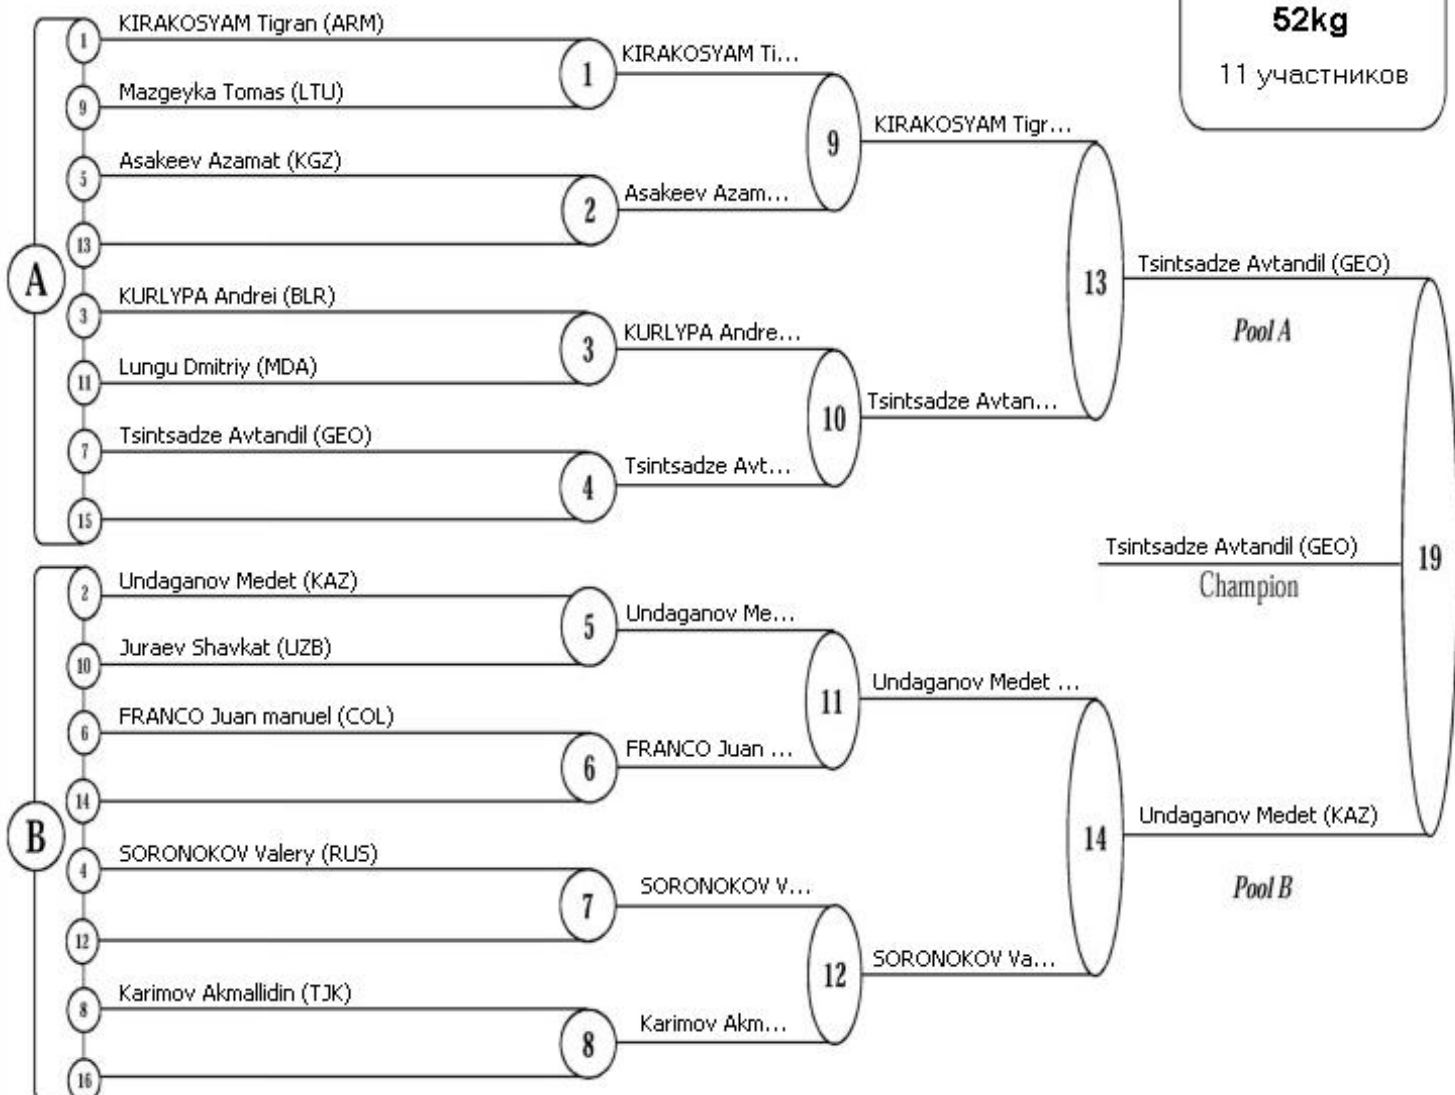 52kg
11 участников
KIRAKOSYAM Tigran (ARM)
1
Mazgeyka Tomas (LTU)
9
1
KIRAKOSYAM Ti...
Asakeev Azamat (KGZ)
5
13
2
Asakeev Azam...
9
KIRAKOSYAM Tigr...
A
KURLYPA Andrei (BLR)
3
Lungu Dmitriy (MDA)
11
3
KURLYPA Andre...
Tsintsadze Avtandil (GEO)
7
15
4
Tsintsadze Avt...
10
Tsintsadze Avtan...
13
Tsintsadze Avtandil (GEO)
Pool A
Tsintsadze Avtandil (GEO)
Champion
19
Undaganov Medet (KAZ)
2
Juraev Shavkat (UZB)
10
5
Undaganov Me...
FRANCO Juan manuel (COL)
6
14
6
FRANCO Juan ...
11
Undaganov Medet ...
B
SORONOKOV Valery (RUS)
4
12
7
SORONOKOV V...
Karimov Akmallidin (TJK)
8
16
8
Karimov Akm...
12
SORONOKOV Va...
14
Undaganov Medet (KAZ)
Pool B